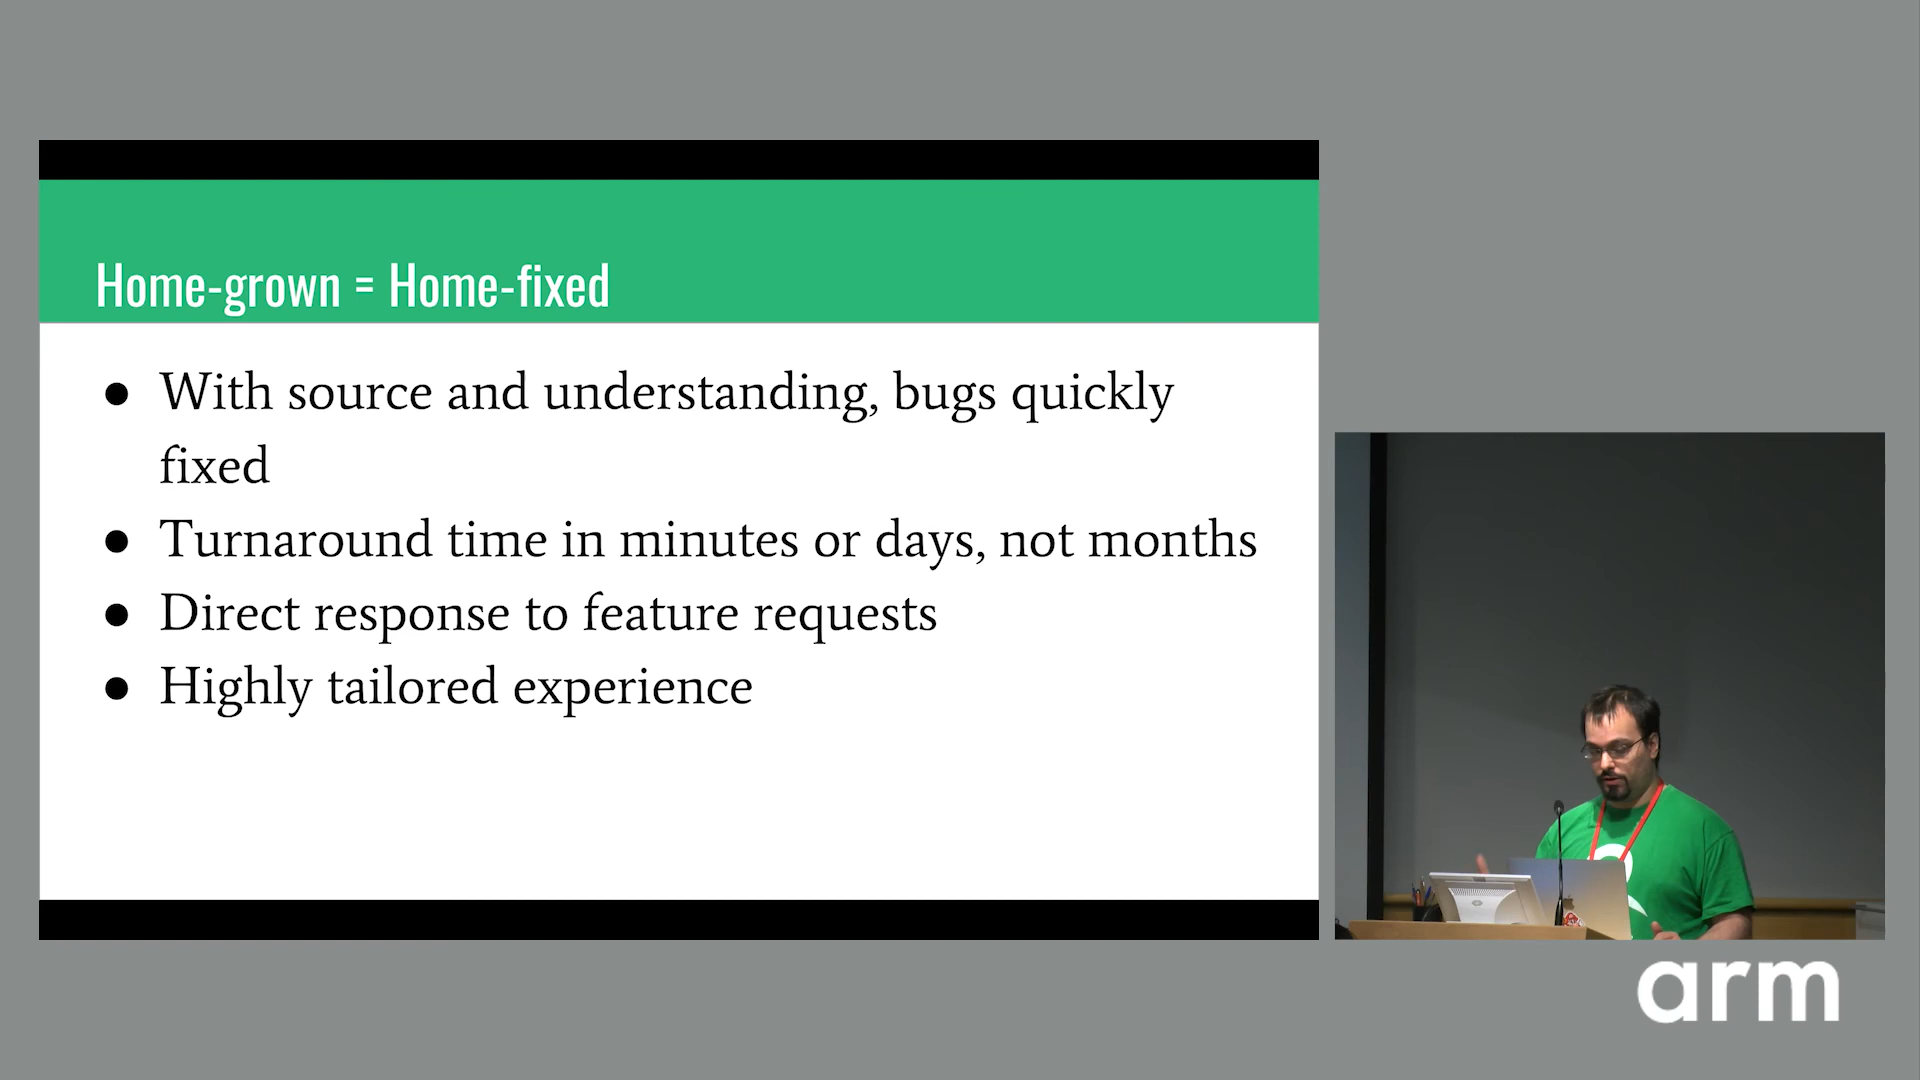 Home-grown = Home-fixed
● With source and understanding, bugs quickly
fixed
● Turnaround time in minutes or days, not months
● Direct response to feature requests
● Highly tailored experience
arm